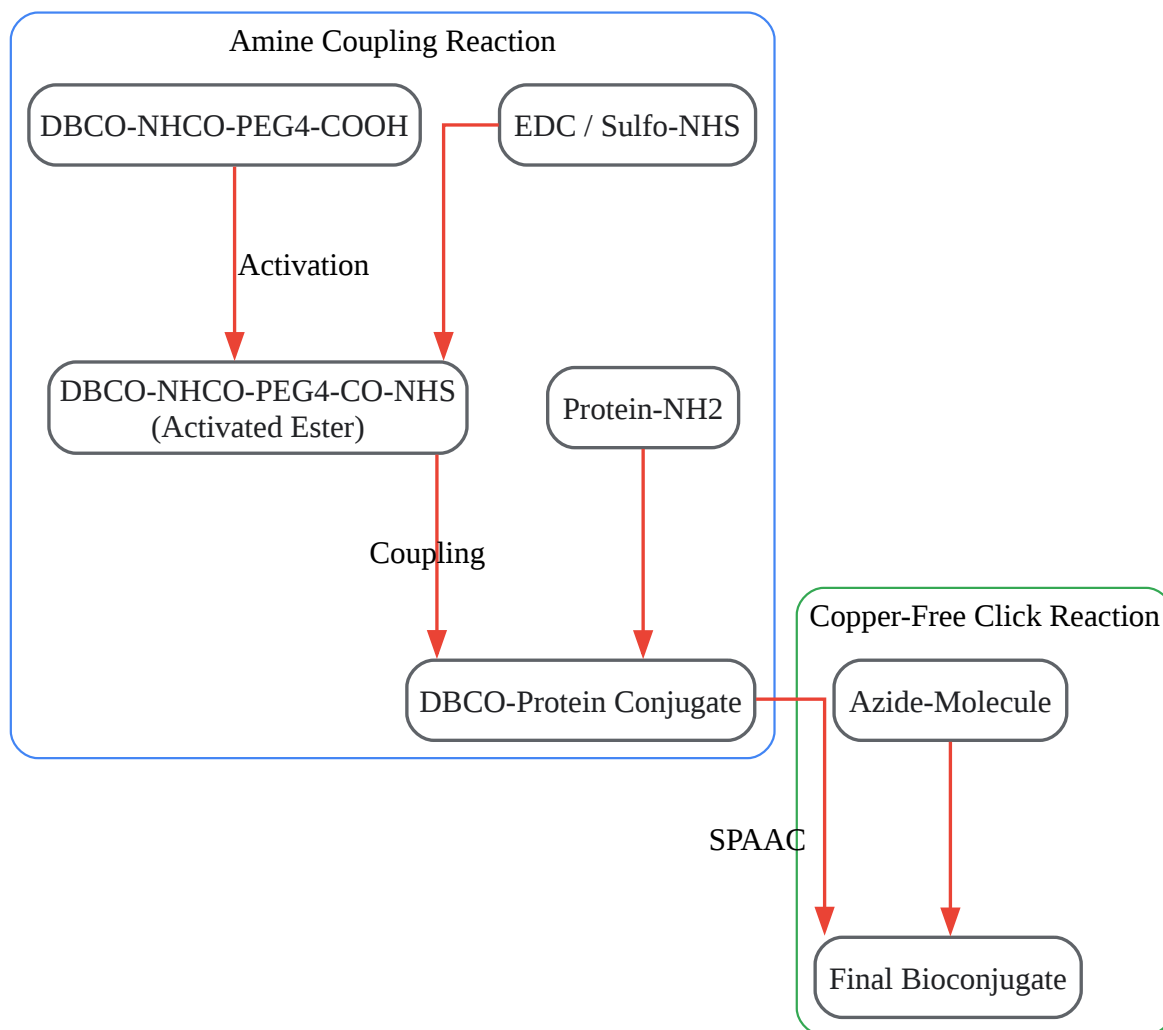 Amine Coupling Reaction
DBCO-NHCO-PEG4-COOH
EDC / Sulfo-NHS
Activation
DBCO-NHCO-PEG4-CO-NHS
(Activated Ester)
Protein-NH2
Coupling
Copper-Free Click Reaction
DBCO-Protein Conjugate
Azide-Molecule
SPAAC
Final Bioconjugate